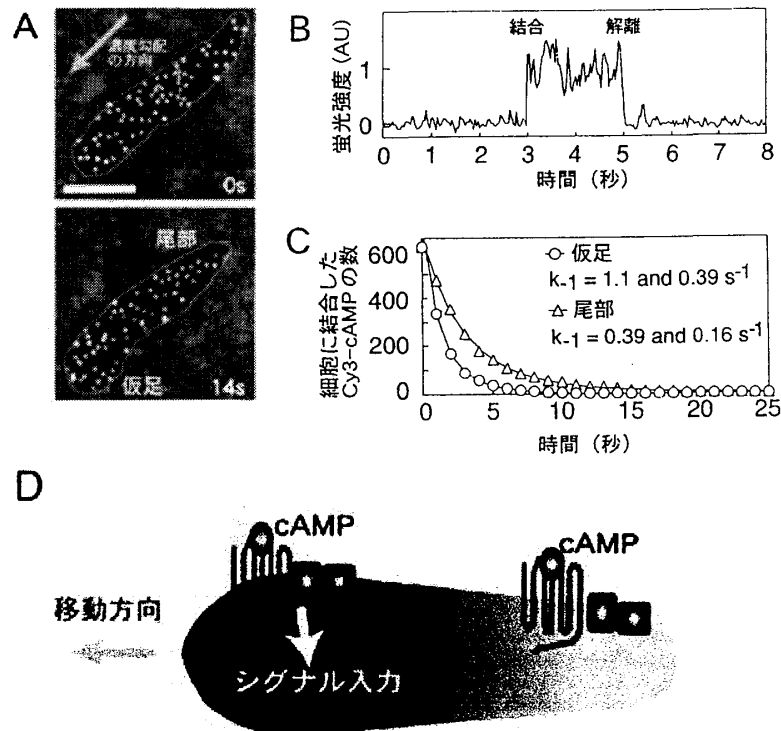 A
濃度勾配
の方向
0s
尾部
仮足
14s
B
蛍光強度(AU)
1
0
結合
解離
0 1 2 3 4 5 6 7 8
時間(秒)
C
細胞に結合した
Cy3-cAMPの数
600
400
200
0
仮足
k-1 = 1.1 and 0.39 s-1
尾部
k-1 = 0.39 and 0.16 s-1
0 5 10 15 20 25
時間(秒)
D
cAMP
cAMP
移動方向
シグナル入力